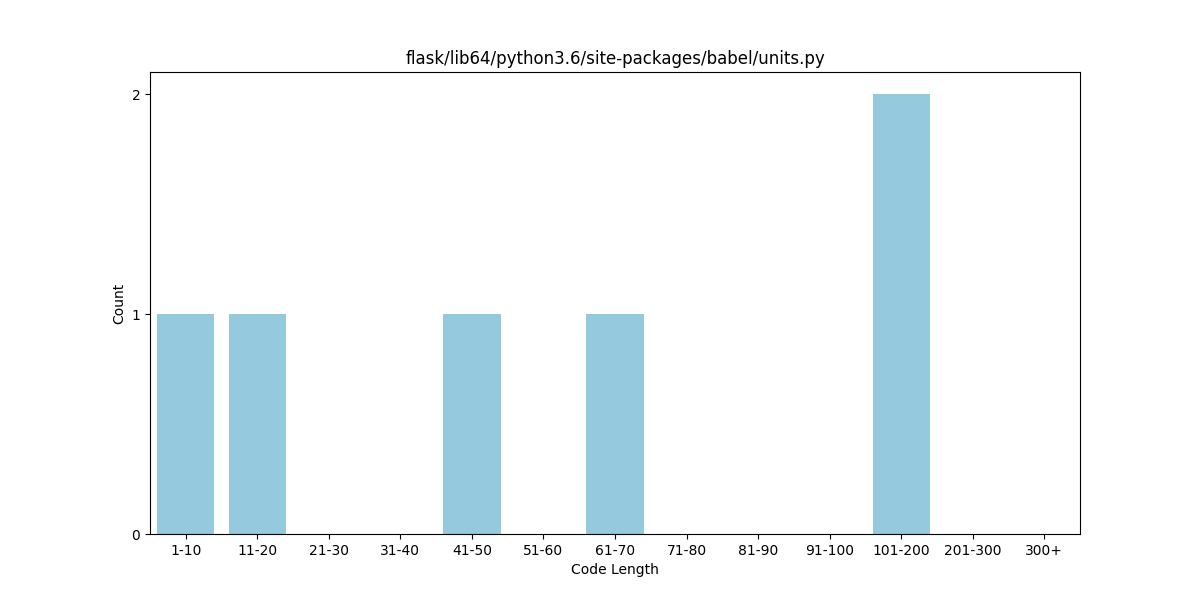 flask/lib64/python3.6/site-packages/babel/units.py
2
1
0
Count
1-10 11-20 21-30 31-40 41-50 51-60 61-70 71-80 81-90 91-100 101-200 201-300 300+
Code Length